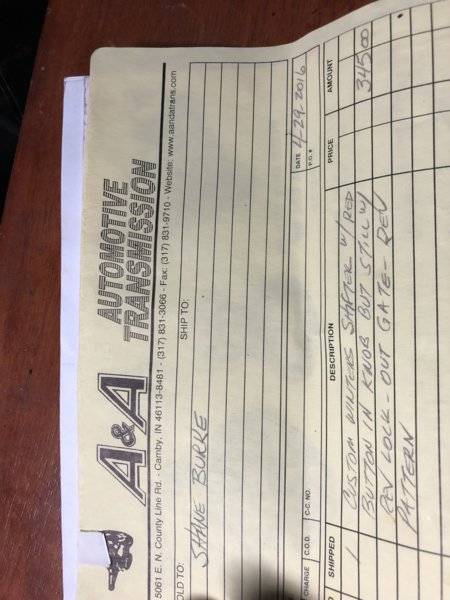 A&A
AUTOMOTIVE
TRANSMISSION
5061 E. N. County Line Rd. - Camby, IN 46113-8481 - (317) 831-3066 - Fax: (317) 831-9710 - Website: www.aandatrans.com
OLD TO: SHIP TO:
SHANE BURKE
DATE 4-29-2016
CHARGE C.O.D. C-C. NO. P.O. #
SHIPPED DESCRIPTION PRICE AMOUNT
1 CUSTOM WINTERS SHIFTER W/ RED 345.00
BUTTON IN KNOB BUT STILL W/
REV LOCK-OUT GATE - REV
PATTERN